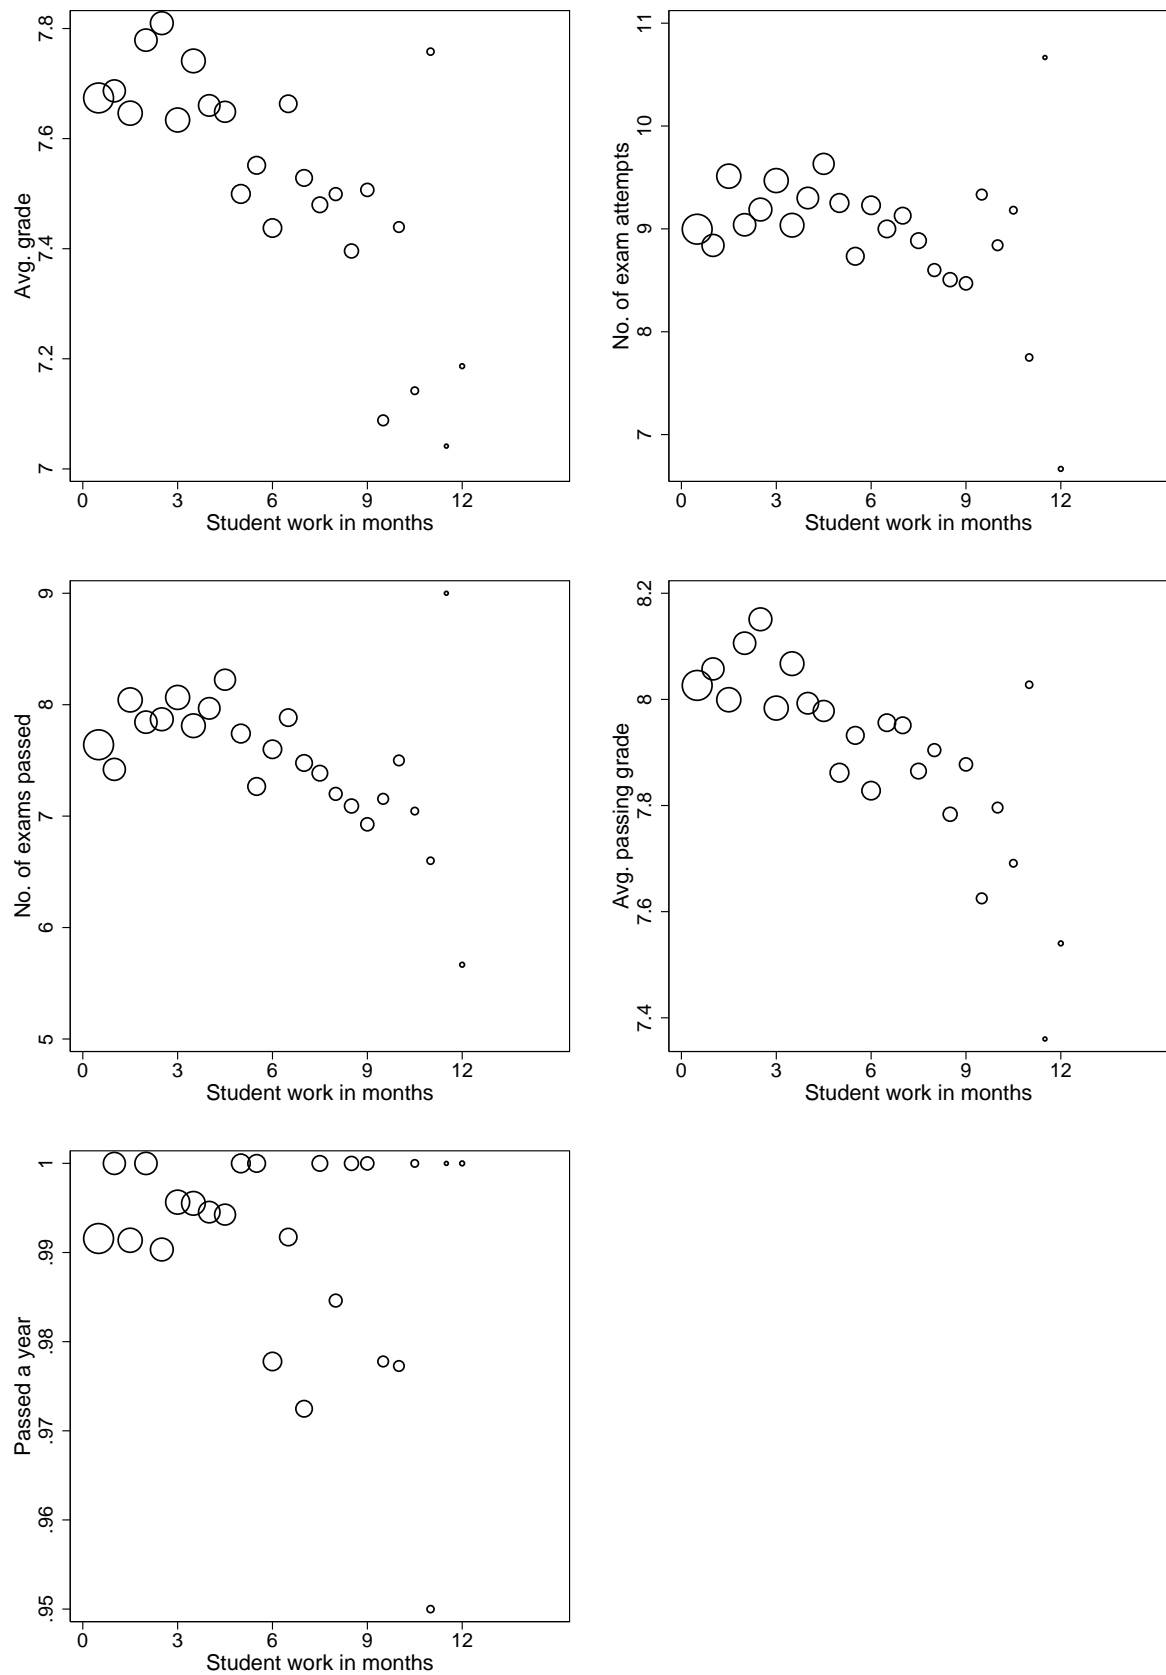 Avg. grade
7.8
7.6
7.4
7.2
7
0 3 6 9 12
Student work in months
No. of exam attempts
11
10
9
8
7
0 3 6 9 12
Student work in months
No. of exams passed
9
8
7
6
5
0 3 6 9 12
Student work in months
Avg. passing grade
8.2
8
7.8
7.6
7.4
0 3 6 9 12
Student work in months
Passed a year
1
.99
.98
.97
.96
.95
0 3 6 9 12
Student work in months